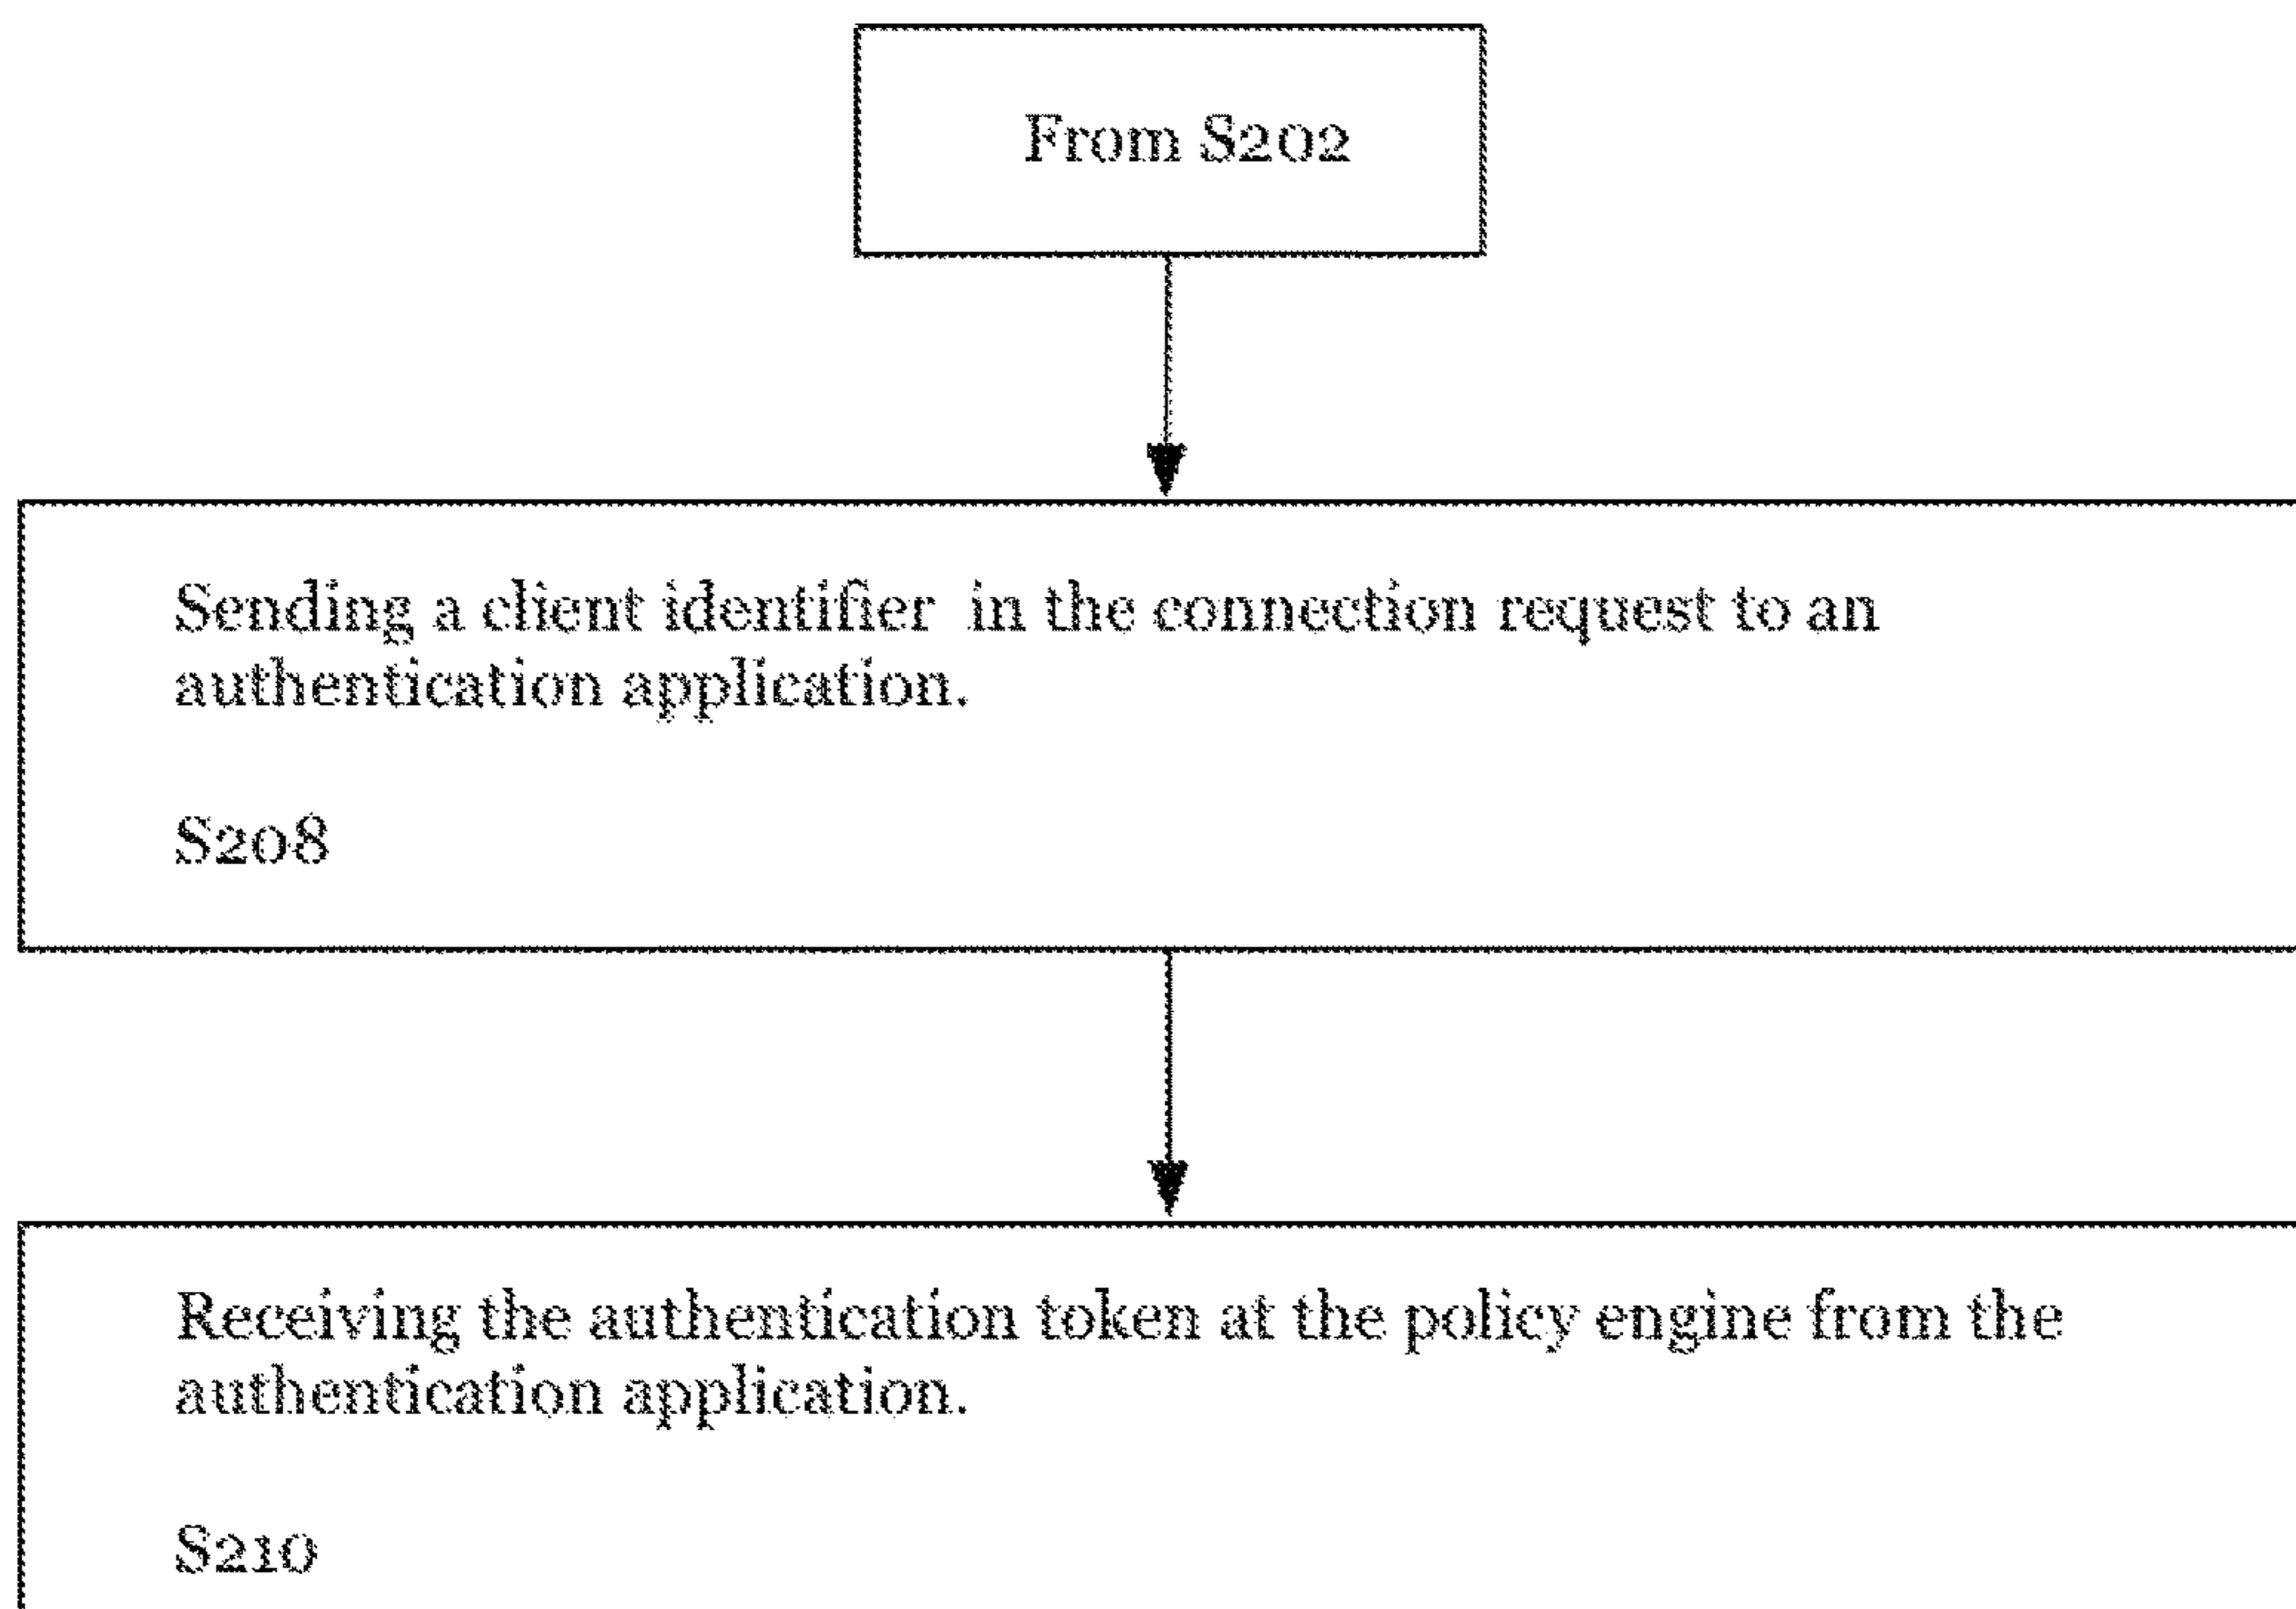 From S202
Sending a client identifier in the connection request to an
authentication application.
S208
Receiving the authentication token at the policy engine from the
authentication application.
S210